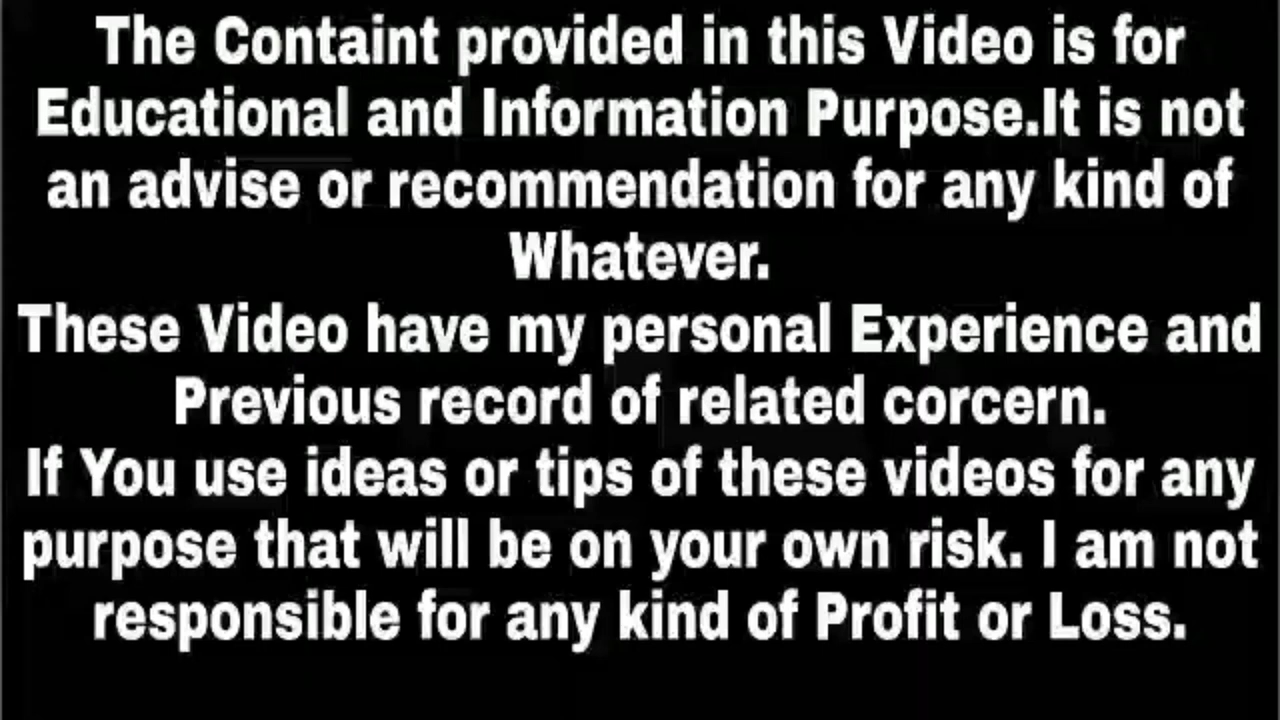 The Containt provided in this Video is for
Educational and Information Purpose.It is not
an advise or recommendation for any kind of
Whatever.
These Video have my personal Experience and
Previous record of related corcern.
If You use ideas or tips of these videos for any
purpose that will be on your own risk. I am not
responsible for any kind of Profit or Loss.